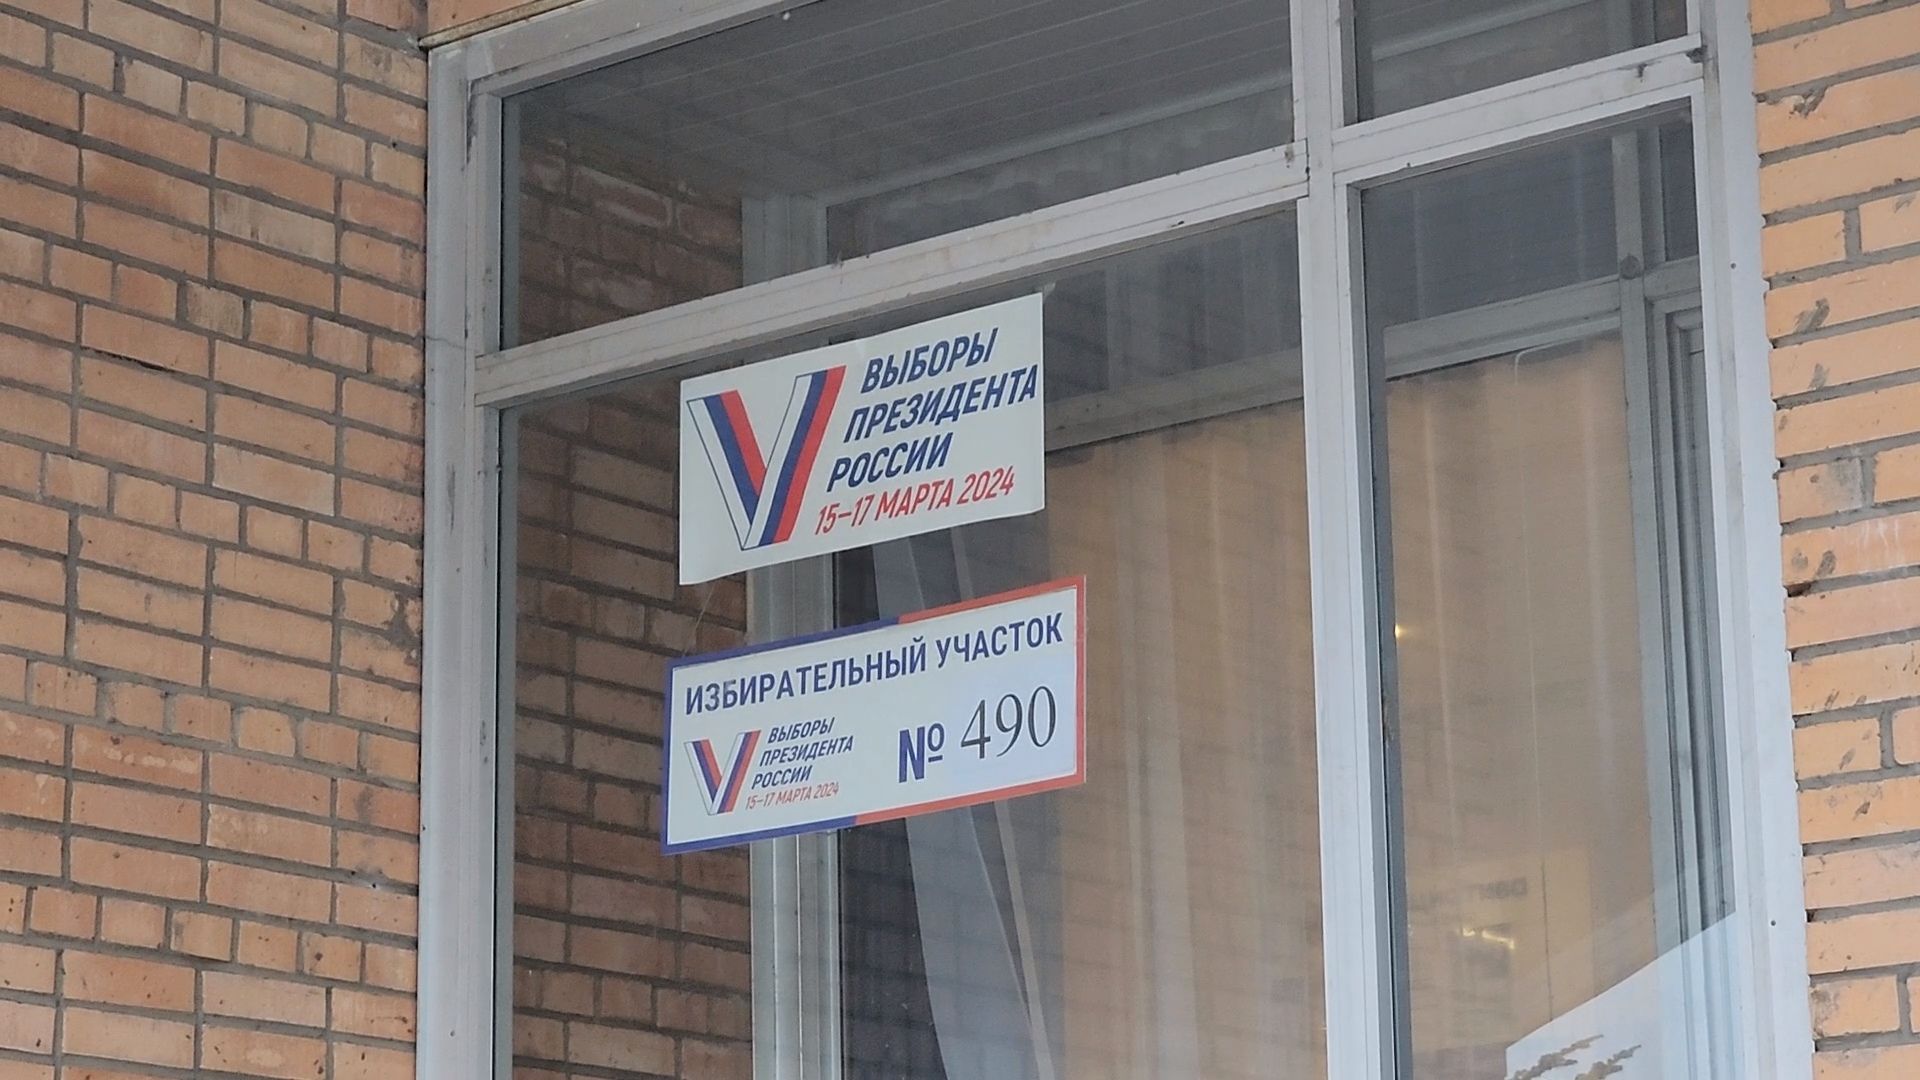 ВЫБОРЫ
ПРЕЗИДЕНТА
РОССИИ
15–17 МАРТА 2024
ИЗБИРАТЕЛЬНЫЙ УЧАСТОК
ВЫБОРЫ
ПРЕЗИДЕНТА
РОССИИ
15–17 МАРТА 2024
№ 490